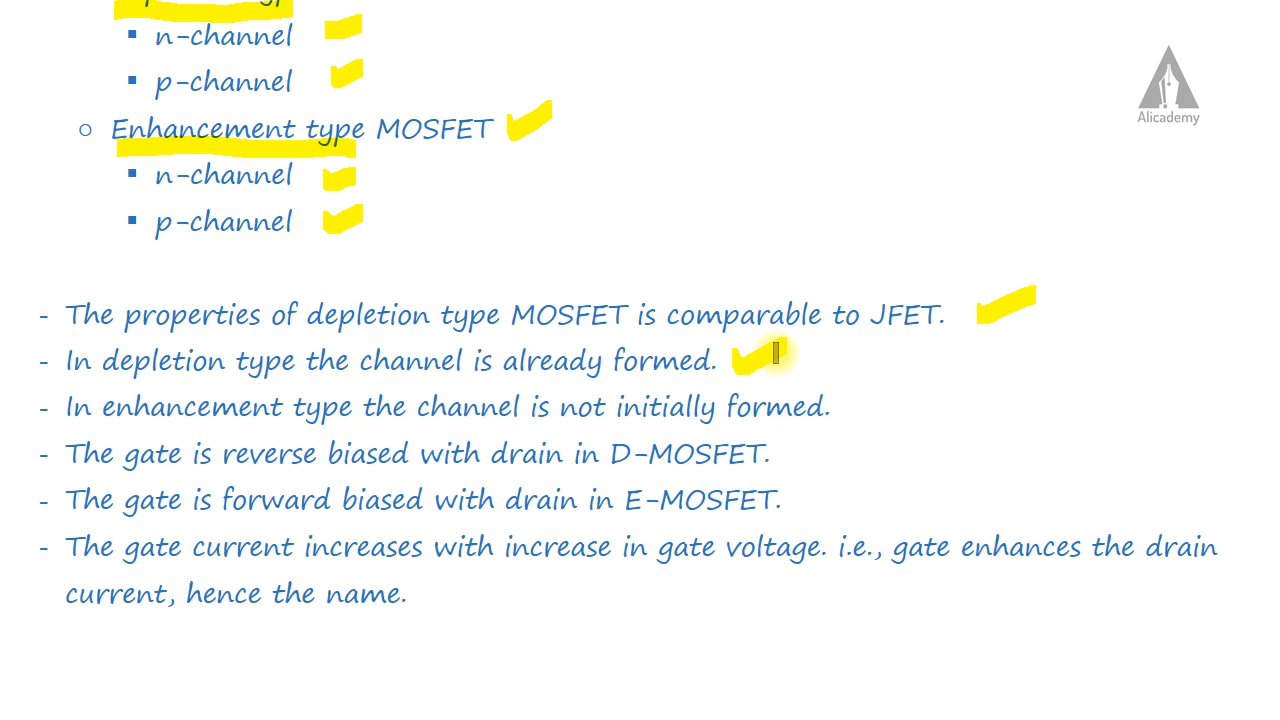 n-channel
p-channel
Enhancement type MOSFET
n-channel
p-channel
Alicademy
- The properties of depletion type MOSFET is comparable to JFET.
- In depletion type the channel is already formed.
- In enhancement type the channel is not initially formed.
- The gate is reverse biased with drain in D-MOSFET.
- The gate is forward biased with drain in E-MOSFET.
- The gate current increases with increase in gate voltage. i.e., gate enhances the drain
current, hence the name.